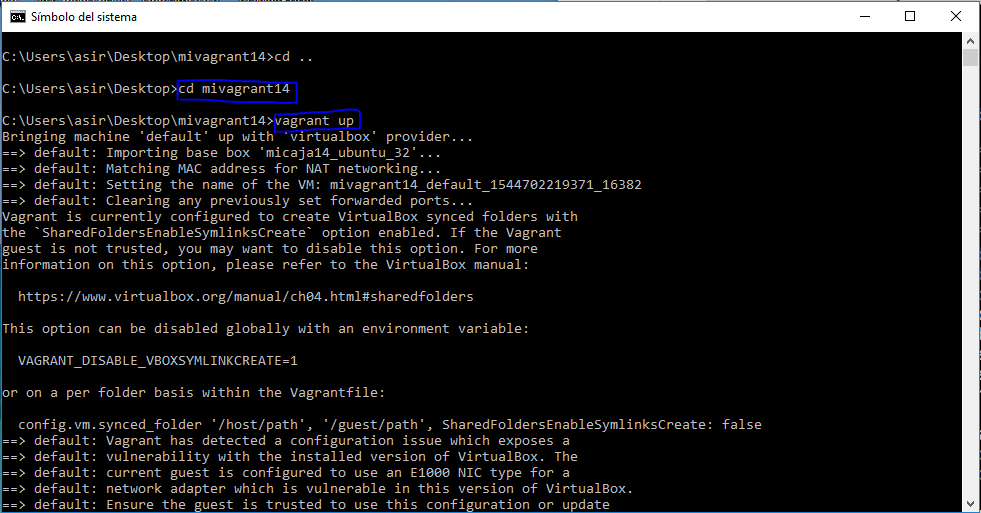 Símbolo del sistema
C:\Users\asir\Desktop\mivagrant14>cd ..
C:\Users\asir\Desktop>cd mivagrant14
C:\Users\asir\Desktop\mivagrant14>vagrant up
Bringing machine 'default' up with 'virtualbox' provider...
==> default: Importing base box 'micaja14_ubuntu_32'...
==> default: Matching MAC address for NAT networking...
==> default: Setting the name of the VM: mivagrant14_default_1544702219371_16382
==> default: Clearing any previously set forwarded ports...
Vagrant is currently configured to create VirtualBox synced folders with
the `SharedFoldersEnableSymlinksCreate` option enabled. If the Vagrant
guest is not trusted, you may want to disable this option. For more
information on this option, please refer to the VirtualBox manual:
https://www.virtualbox.org/manual/ch04.html#sharedfolders
This option can be disabled globally with an environment variable:
VAGRANT_DISABLE_VBOXSYMLINKCREATE=1
or on a per folder basis within the Vagrantfile:
config.vm.synced_folder '/host/path', '/guest/path', SharedFoldersEnableSymlinksCreate: false
==> default: Vagrant has detected a configuration issue which exposes a
==> default: vulnerability with the installed version of VirtualBox. The
==> default: current guest is configured to use an E1000 NIC type for a
==> default: network adapter which is vulnerable in this version of VirtualBox.
==> default: Ensure the guest is trusted to use this configuration or update